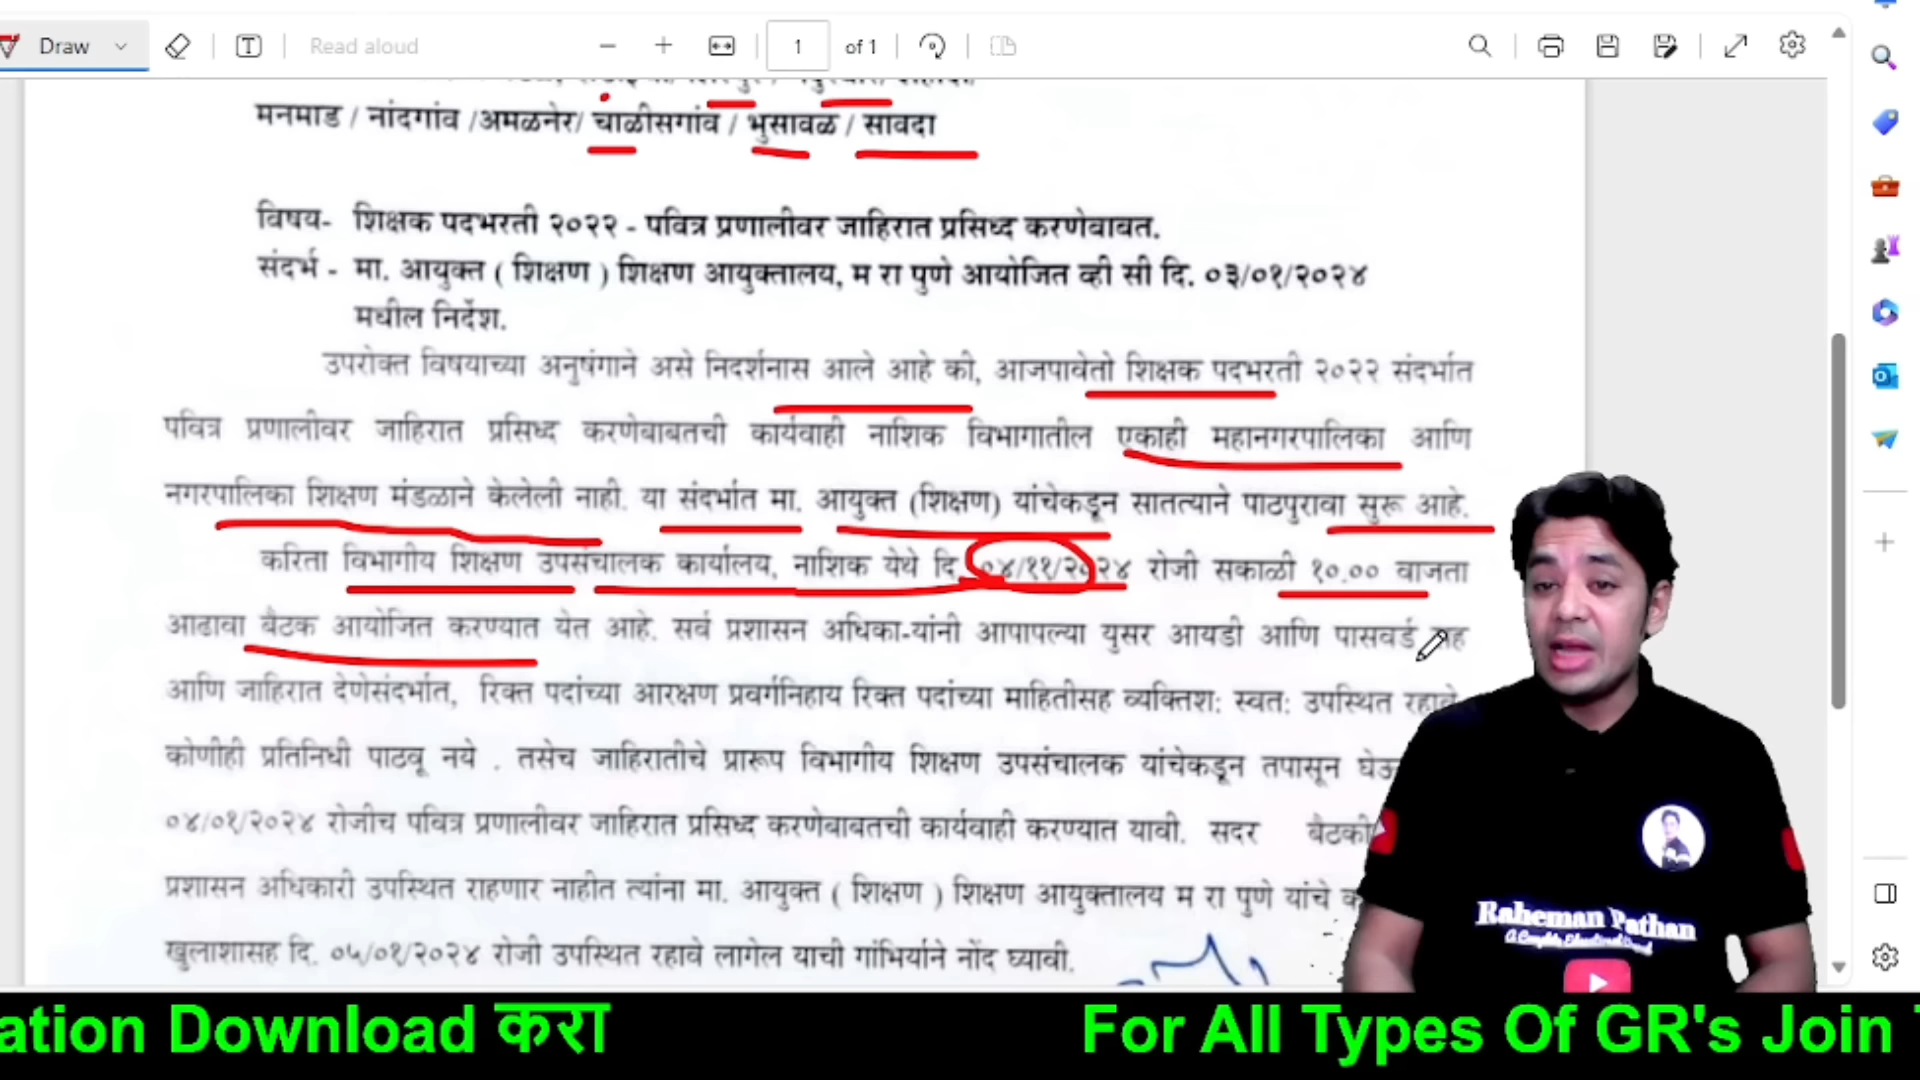 Draw
Read aloud
1
of 1
मनमाड / नांदगांव /अमळनेर/ चाळीसगांव / भुसावळ / सावदा
विषय- शिक्षक पदभरती २०२२ - पवित्र प्रणालीवर जाहिरात प्रसिध्द करणेबाबत.
संदर्भ - मा. आयुक्त ( शिक्षण ) शिक्षण आयुक्तालय, म रा पुणे आयोजित व्ही सी दि. ०३/०१/२०२४
मधील निर्देश.
उपरोक्त विषयाच्या अनुषंगाने असे निदर्शनास आले आहे की, आजपावेतो शिक्षक पदभरती २०२२ संदर्भात
पवित्र प्रणालीवर जाहिरात प्रसिध्द करणेबाबतची कार्यवाही नाशिक विभागातील एकाही महानगरपालिका आणि
नगरपालिका शिक्षण मंडळाने केलेली नाही. या संदर्भात मा. आयुक्त (शिक्षण) यांचेकडून सातत्याने पाठपुरावा सुरू आहे.
करिता विभागीय शिक्षण उपसंचालक कार्यालय, नाशिक येथे दि ०४/११/२०२४ रोजी सकाळी १०.०० वाजता
आढावा बैठक आयोजित करण्यात येत आहे. सर्व प्रशासन अधिका-यांनी आपापल्या युसर आयडी आणि पासवर्ड
आणि जाहिरात देणेसंदर्भात, रिक्त पदांच्या आरक्षण प्रवर्गनिहाय रिक्त पदांच्या माहितीसह व्यक्तिश: स्वत: उपस्थित
कोणीही प्रतिनिधी पाठवू नये . तसेच जाहिरातीचे प्रारूप विभागीय शिक्षण उपसंचालक यांचेकडून तपासून
०४/०१/२०२४ रोजीच पवित्र प्रणालीवर जाहिरात प्रसिध्द करणेबाबतची कार्यवाही करण्यात यावी. सदर
प्रशासन अधिकारी उपस्थित राहणार नाहीत त्यांना मा. आयुक्त ( शिक्षण ) शिक्षण आयुक्तालय म रा पुणे यांचे
खुलाशासह दि. ०५/०१/२०२४ रोजी उपस्थित रहावे लागेल याची गांभिर्याने नोंद घ्यावी.
Raheman Pathan
ation Download करा For All Types Of GR's Join